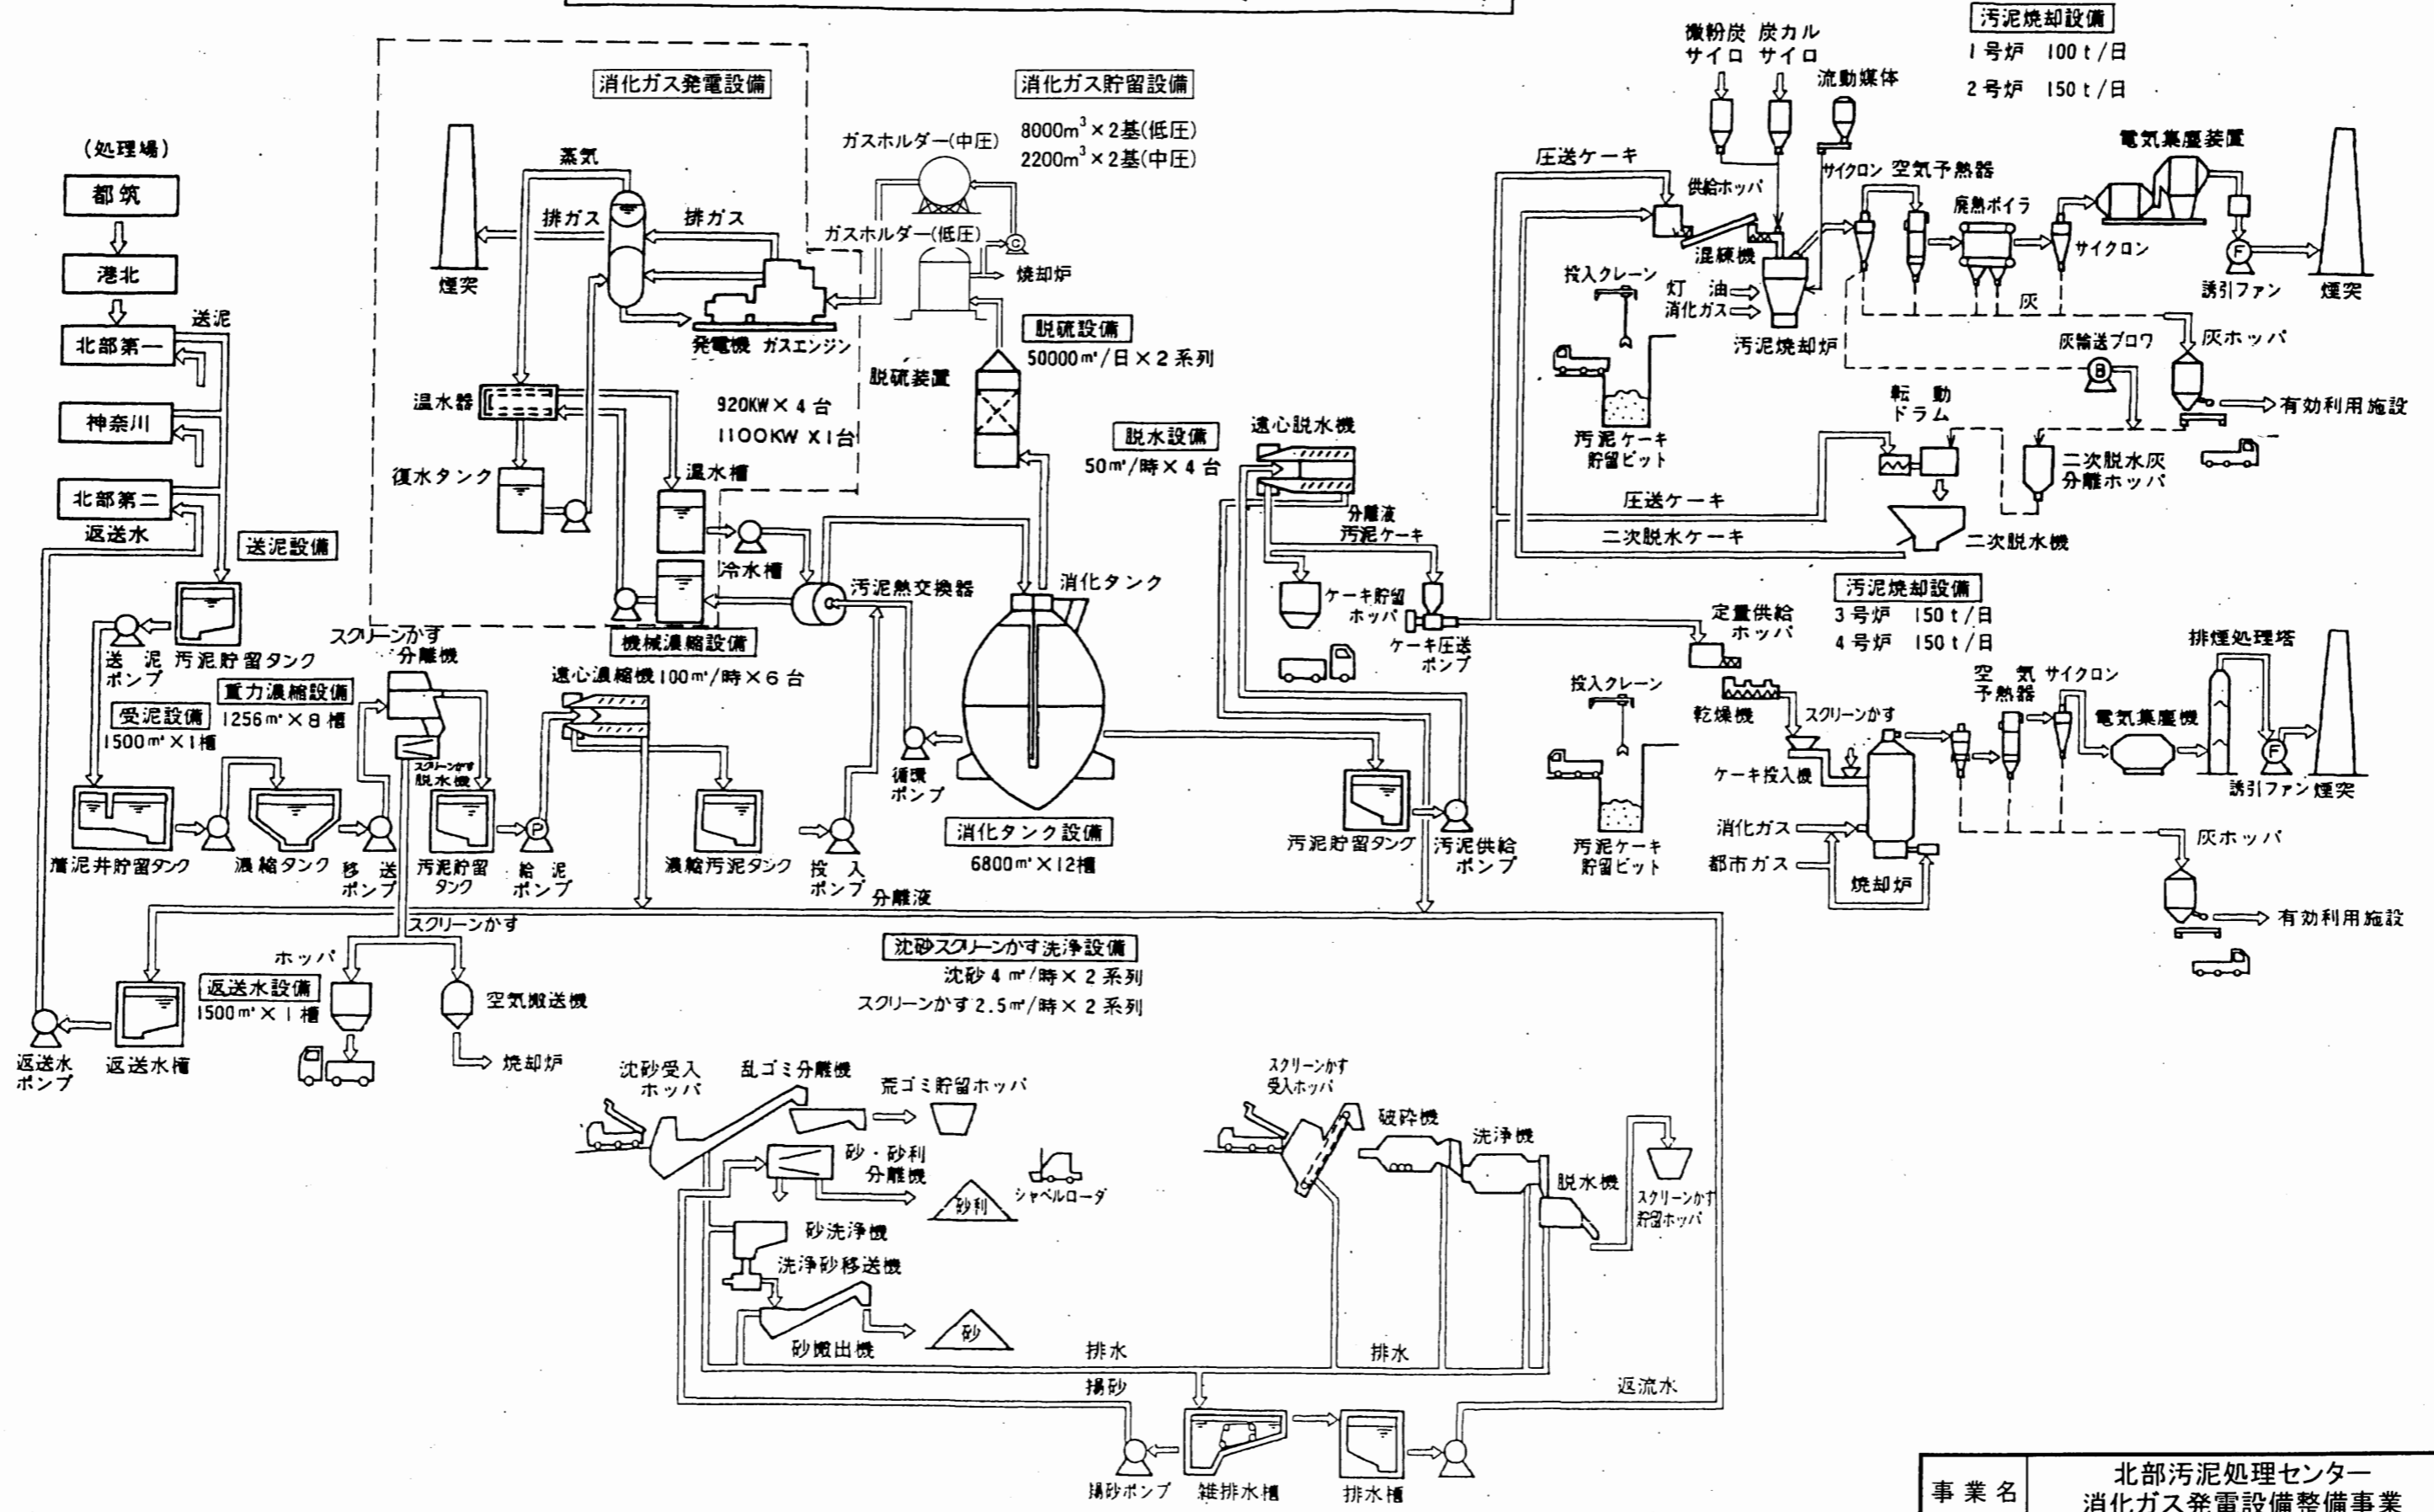 (処理場)
都筑
港北
北部第一
送泥
神奈川
北部第二
返送水
送泥設備
送泥
ポンプ
汚泥貯留タンク
受泥設備
1500m³×1槽
重力濃縮設備
1256m³×8槽
スクリーンかす
分離機
スクリーンかす
脱水機
着泥井貯留タンク
濃縮タンク
移送
ポンプ
汚泥貯留
タンク
給泥
ポンプ
P
機械濃縮設備
遠心濃縮機100m³/時×6台
濃縮汚泥タンク
投入
ポンプ
消化ガス発電設備
蒸気
排ガス
排ガス
煙突
発電機 ガスエンジン
温水器
920KW×4台
1100KW×1台
復水タンク
温水槽
冷水槽
汚泥熱交換器
消化ガス貯留設備
8000m³×2基(低圧)
2200m³×2基(中圧)
ガスホルダー(中圧)
ガスホルダー(低圧)
C
焼却炉
脱硫設備
50000m³/日×2系列
脱硫装置
消化タンク
循環
ポンプ
消化タンク設備
6800m³×12槽
脱水設備
50m³/時×4台
遠心脱水機
分離液
汚泥ケーキ
ケーキ貯留
ホッパ
ケーキ圧送
ポンプ
汚泥貯留タンク
汚泥供給
ポンプ
分離液
汚泥焼却設備
1号炉 100t/日
2号炉 150t/日
微粉炭
サイロ
炭カル
サイロ
流動媒体
圧送ケーキ
供給ホッパ
混練機
サイクロン
空気予熱器
廃熱ボイラ
サイクロン
電気集塵装置
F
誘引ファン
煙突
投入クレーン
灯油
消化ガス
汚泥焼却炉
灰
汚泥ケーキ
貯留ピット
灰輸送ブロワ
B
灰ホッパ
有効利用施設
転動
ドラム
二次脱水灰
分離ホッパ
圧送ケーキ
二次脱水ケーキ
二次脱水機
汚泥焼却設備
3号炉 150t/日
4号炉 150t/日
定量供給
ホッパ
投入クレーン
乾燥機
スクリーンかす
ケーキ投入機
空気
予熱器
サイクロン
電気集塵機
排煙処理塔
F
誘引ファン
煙突
消化ガス
都市ガス
焼却炉
汚泥ケーキ
貯留ピット
灰ホッパ
有効利用施設
スクリーンかす
ホッパ
空気搬送機
焼却炉
返送水設備
1500m³×1槽
返送水
ポンプ
返送水槽
沈砂スクリーンかす洗浄設備
沈砂4m³/時×2系列
スクリーンかす2.5m³/時×2系列
沈砂受入
ホッパ
乱ゴミ分離機
荒ゴミ貯留ホッパ
砂・砂利
分離機
砂利
シャベルローダ
砂洗浄機
洗浄砂移送機
砂搬出機
砂
スクリーンかす
受入ホッパ
破砕機
洗浄機
脱水機
スクリーンかす
貯留ホッパ
排水
排水
揚砂
返流水
揚砂ポンプ
雑排水槽
排水槽
事業名
北部汚泥処理センター
消化ガス発電設備整備事業